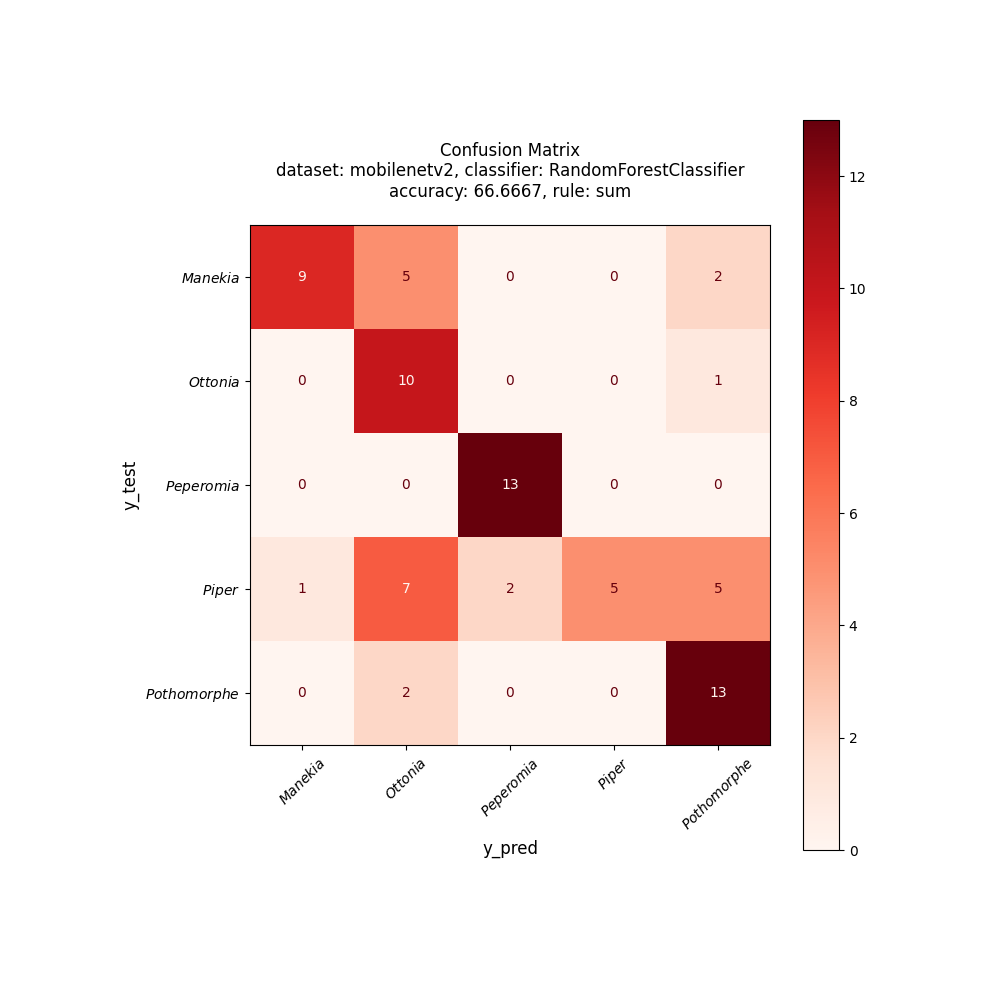 Confusion Matrix
dataset: mobilenetv2, classifier: RandomForestClassifier
accuracy: 66.6667, rule: sum
y_test
Manekia 9 5 0 0 2
Ottonia 0 10 0 0 1
Peperomia 0 0 13 0 0
Piper 1 7 2 5 5
Pothomorphe 0 2 0 0 13
Manekia Ottonia Peperomia Piper Pothomorphe
y_pred
12
10
8
6
4
2
0